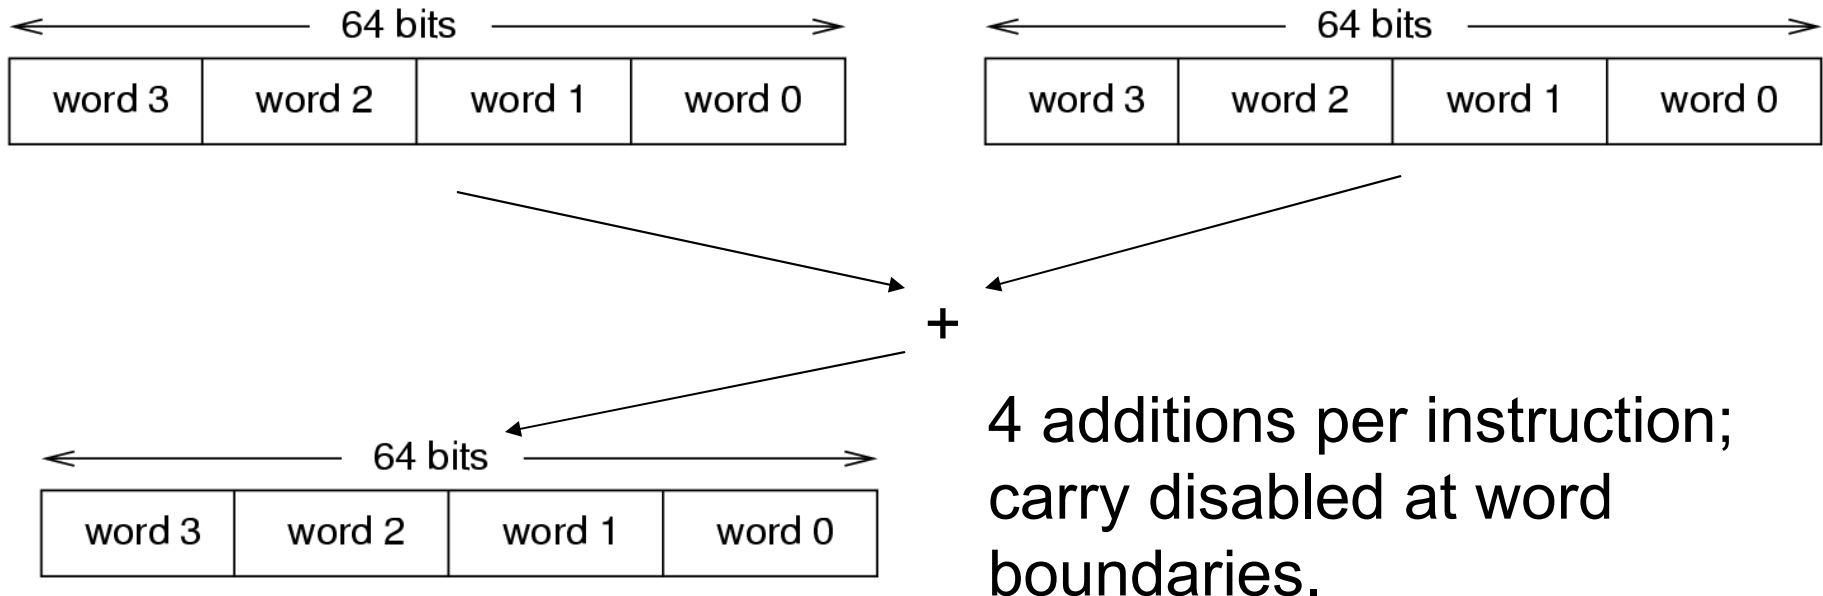 64 bits 64 bits
word 3 word 2 word 1 word 0 word 3 word 2 word 1 word 0
+
4 additions per instruction;
64 bits
carry disabled at word
word 3 word 2 word 1 word 0
boundaries.